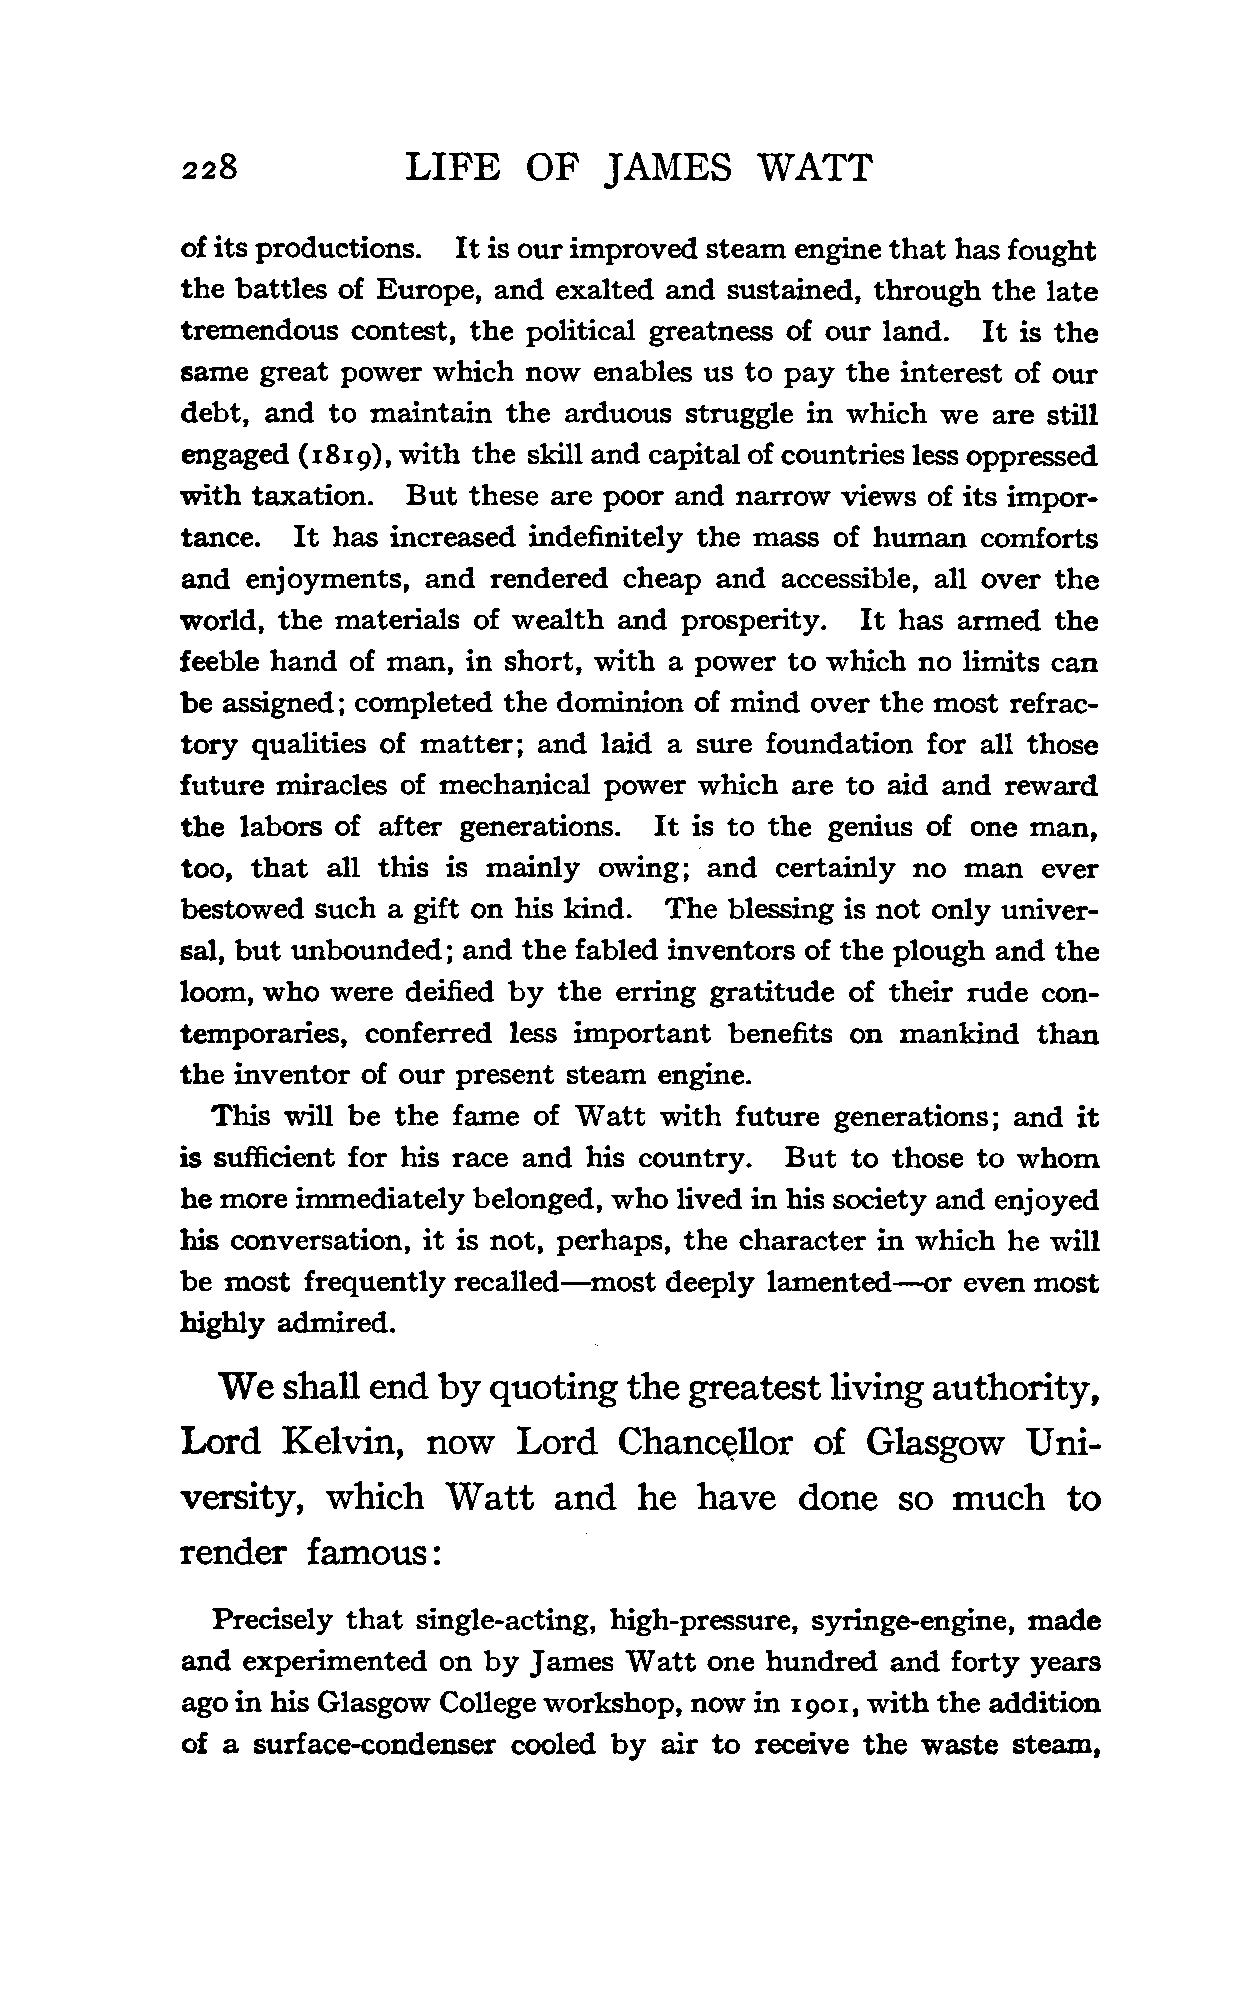 228 LIFE OF JAMES WATT
of its productions. It is our improved steam engine that has fought
the battles of Europe, and exalted and sustained, through the late
tremendous contest, the political greatness of our land. It is the
same great power which now enables us to pay the interest of our
debt, and to maintain the arduous struggle in which we are still
engaged (1819), with the skill and capital of countries less oppressed
with taxation. But these are poor and narrow views of its impor-
tance. It has increased indefinitely the mass of human comforts
and enjoyments, and rendered cheap and accessible, all over the
world, the materials of wealth and prosperity. It has armed the
feeble hand of man, in short, with a power to which no limits can
be assigned; completed the dominion of mind over the most refrac-
tory qualities of matter; and laid a sure foundation for all those
future miracles of mechanical power which are to aid and reward
the labors of after generations. It is to the genius of one man,
too, that all this is mainly owing; and certainly no man ever
bestowed such a gift on his kind. The blessing is not only univer-
sal, but unbounded; and the fabled inventors of the plough and the
loom, who were deified by the erring gratitude of their rude con-
temporaries, conferred less important benefits on mankind than
the inventor of our present steam engine.
This will be the fame of Watt with future generations; and it
is sufficient for his race and his country. But to those to whom
he more immediately belonged, who lived in his society and enjoyed
his conversation, it is not, perhaps, the character in which he will
be most frequently recalled—most deeply lamented—or even most
highly admired.
We shall end by quoting the greatest living authority,
Lord Kelvin, now Lord Chancellor of Glasgow Uni-
versity, which Watt and he have done so much to
render famous:
Precisely that single-acting, high-pressure, syringe-engine, made
and experimented on by James Watt one hundred and forty years
ago in his Glasgow College workshop, now in 1901, with the addition
of a surface-condenser cooled by air to receive the waste steam,